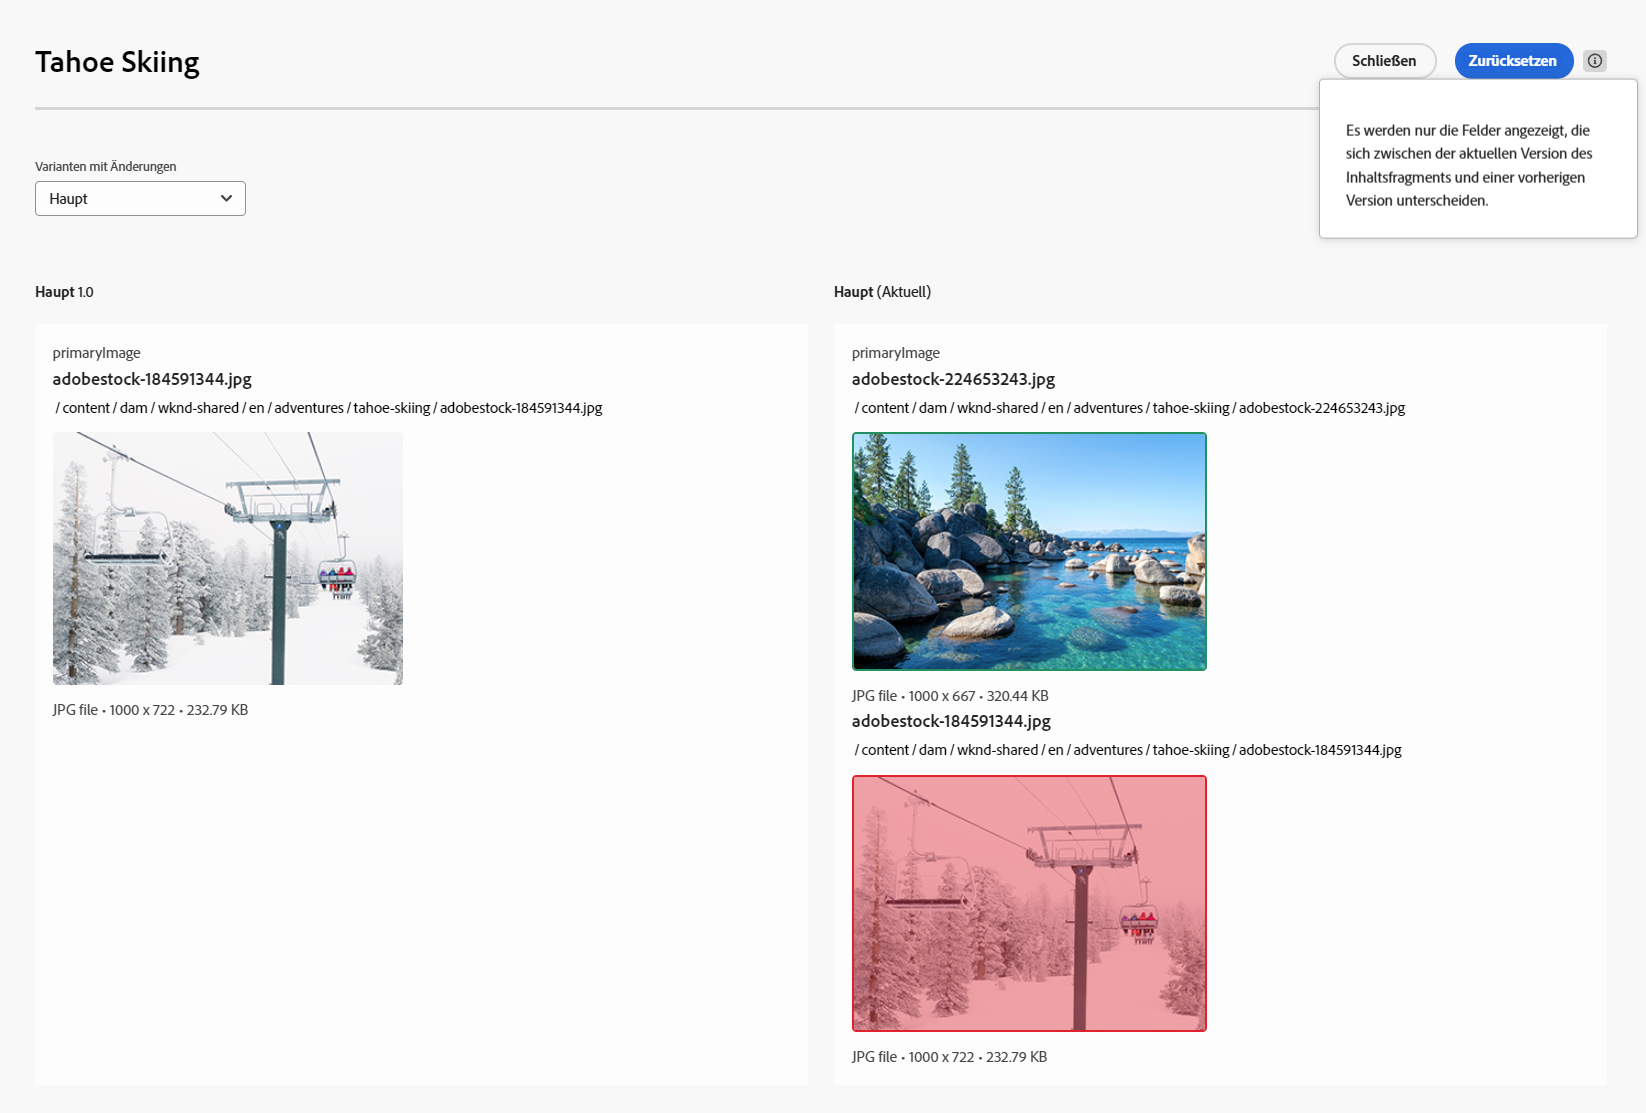 Tahoe Skiing
Schließen
Zurücksetzen
Es werden nur die Felder angezeigt, die
sich zwischen der aktuellen Version des
Inhaltsfragments und einer vorherigen
Version unterscheiden.
Varianten mit Änderungen
Haupt
Haupt 1.0
primaryImage
adobestock-184591344.jpg
/ content / dam / wknd-shared / en / adventures / tahoe-skiing / adobestock-184591344.jpg
JPG file • 1000 x 722 • 232.79 KB
Haupt (Aktuell)
primaryImage
adobestock-224653243.jpg
/ content / dam / wknd-shared / en / adventures / tahoe-skiing / adobestock-224653243.jpg
JPG file • 1000 x 667 • 320.44 KB
adobestock-184591344.jpg
/ content / dam / wknd-shared / en / adventures / tahoe-skiing / adobestock-184591344.jpg
JPG file • 1000 x 722 • 232.79 KB